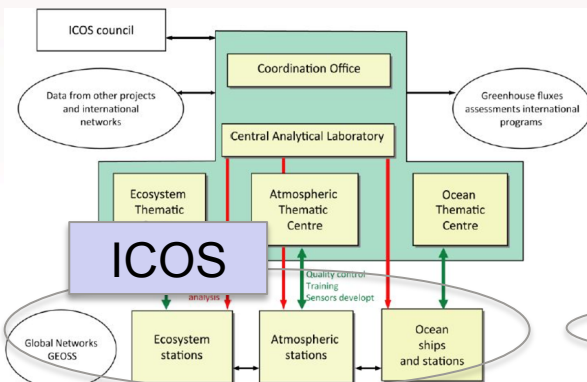 ICOS council
Coordination Office
Data from other projects
and international
networks
Greenhouse fluxes
assessments international
programs
Central Analytical Laboratory
Ecosystem
Thematic
Atmospheric
Thematic
Centre
Ocean
Thematic
Centre
ICOS
Quality control
Training
Sensors developt
analysis
Global Networks
GEOSS
Ecosystem
stations
Atmospheric
stations
Ocean
ships
and stations